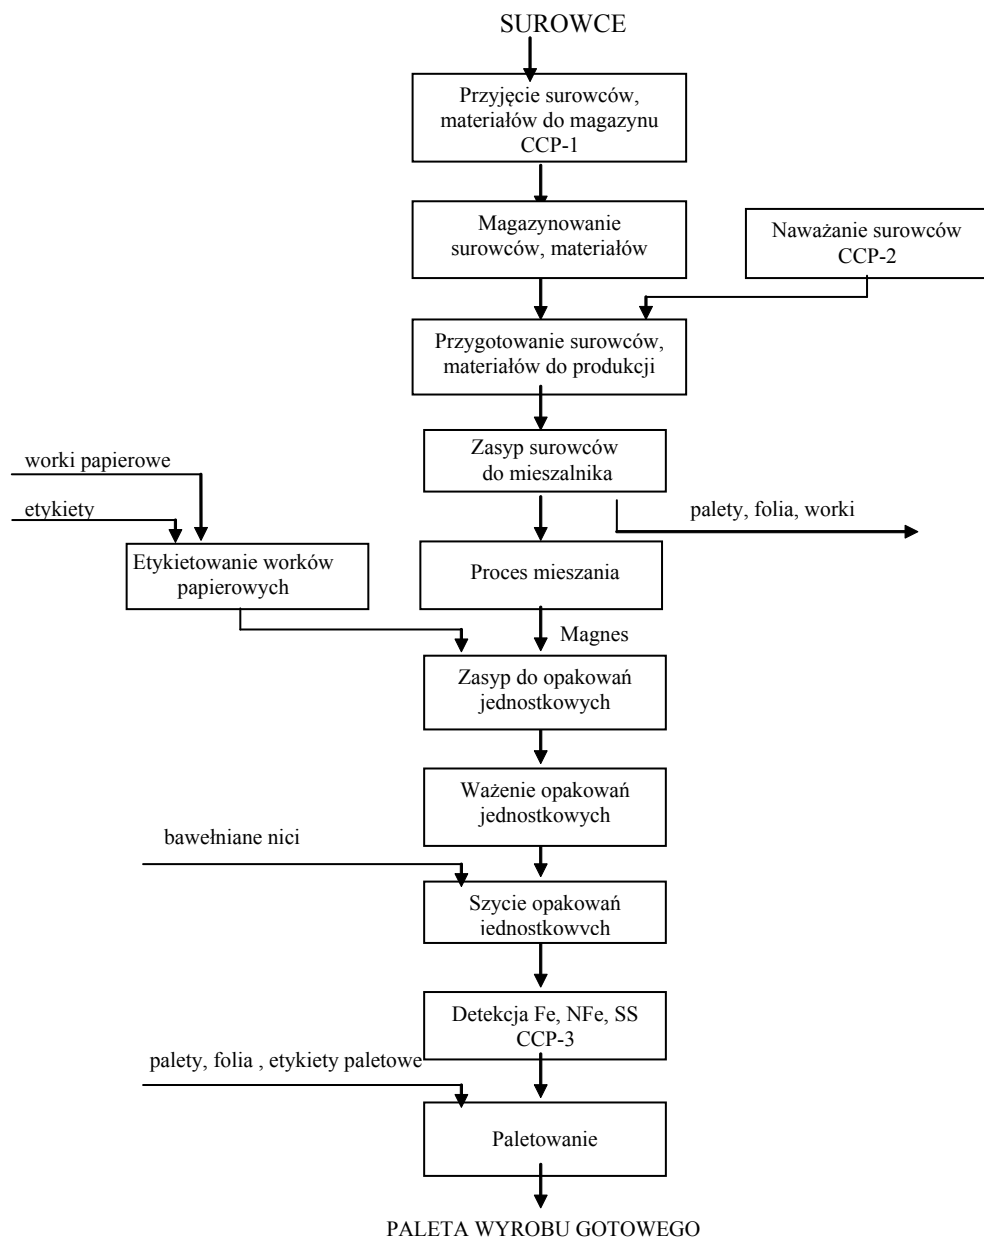 SUROWCE
Przyjęcie surowców,
materiałów do magazynu
CCP-1
Magazynowanie
surowców, materiałów
Naważanie surowców
CCP-2
Przygotowanie surowców,
materiałów do produkcji
Zasyp surowców
do mieszalnika
worki papierowe
etykiety
palety, folia, worki
Etykietowanie worków
papierowych
Proces mieszania
Magnes
Zasyp do opakowań
jednostkowych
Ważenie opakowań
jednostkowych
bawełniane nici
Szycie opakowań
jednostkowych
Detekcja Fe, NFe, SS
CCP-3
palety, folia , etykiety paletowe
Paletowanie
PALETA WYROBU GOTOWEGO